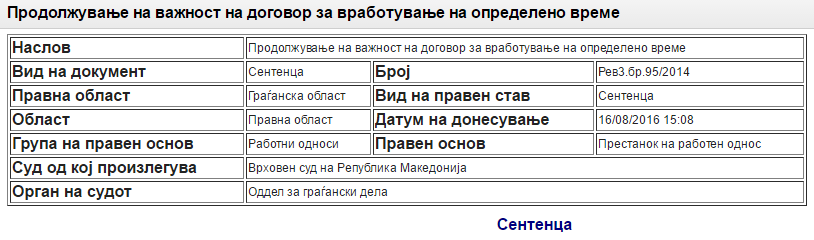 Продолжување на важност на договор за вработување на определено време
Наслов Продолжување на важност на договор за вработување на определено време
Вид на документ Сентенца Број Рев3.бр.95/2014
Правна област Граѓанска област Вид на правен став Сентенца
Област Правна област Датум на донесување 16/08/2016 15:08
Група на правен основ Работни односи Правен основ Престанок на работен однос
Суд од кој произлегува Врховен суд на Република Македонија
Орган на судот Оддел за граѓански дела
Сентенца